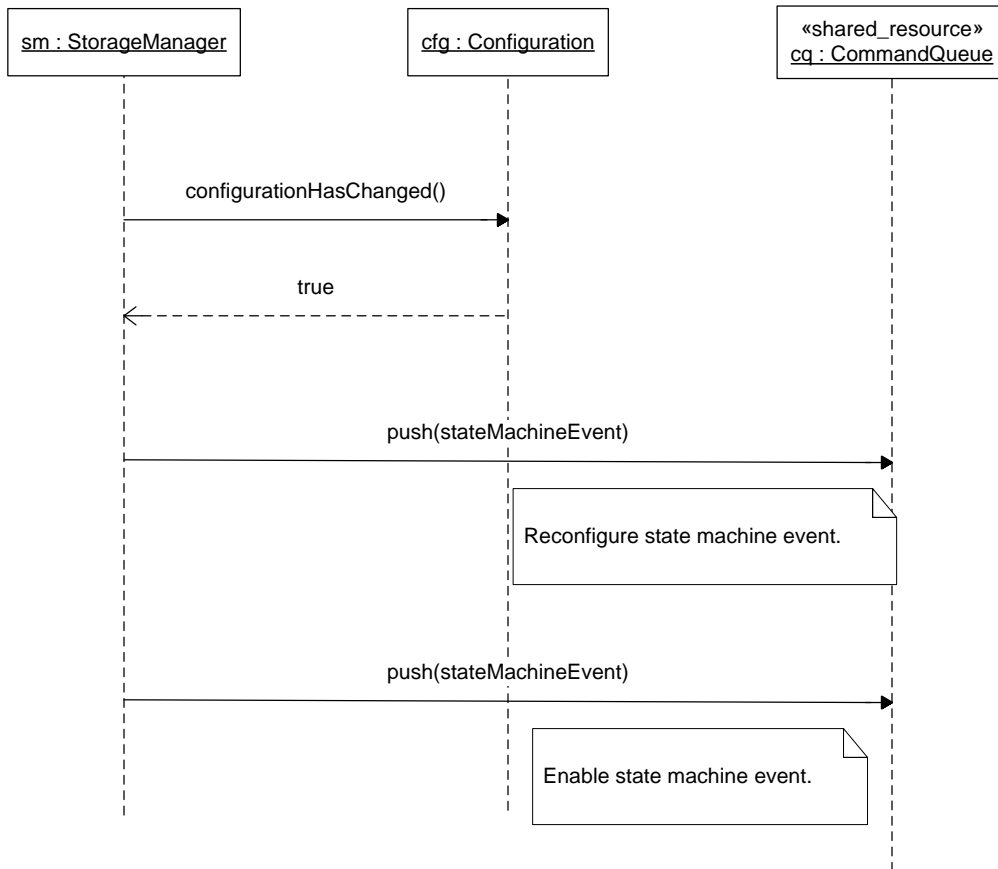 sm : StorageManager
cfg : Configuration
«shared_resource»
cq : CommandQueue
configurationHasChanged()
true
push(stateMachineEvent)
Reconfigure state machine event.
push(stateMachineEvent)
Enable state machine event.